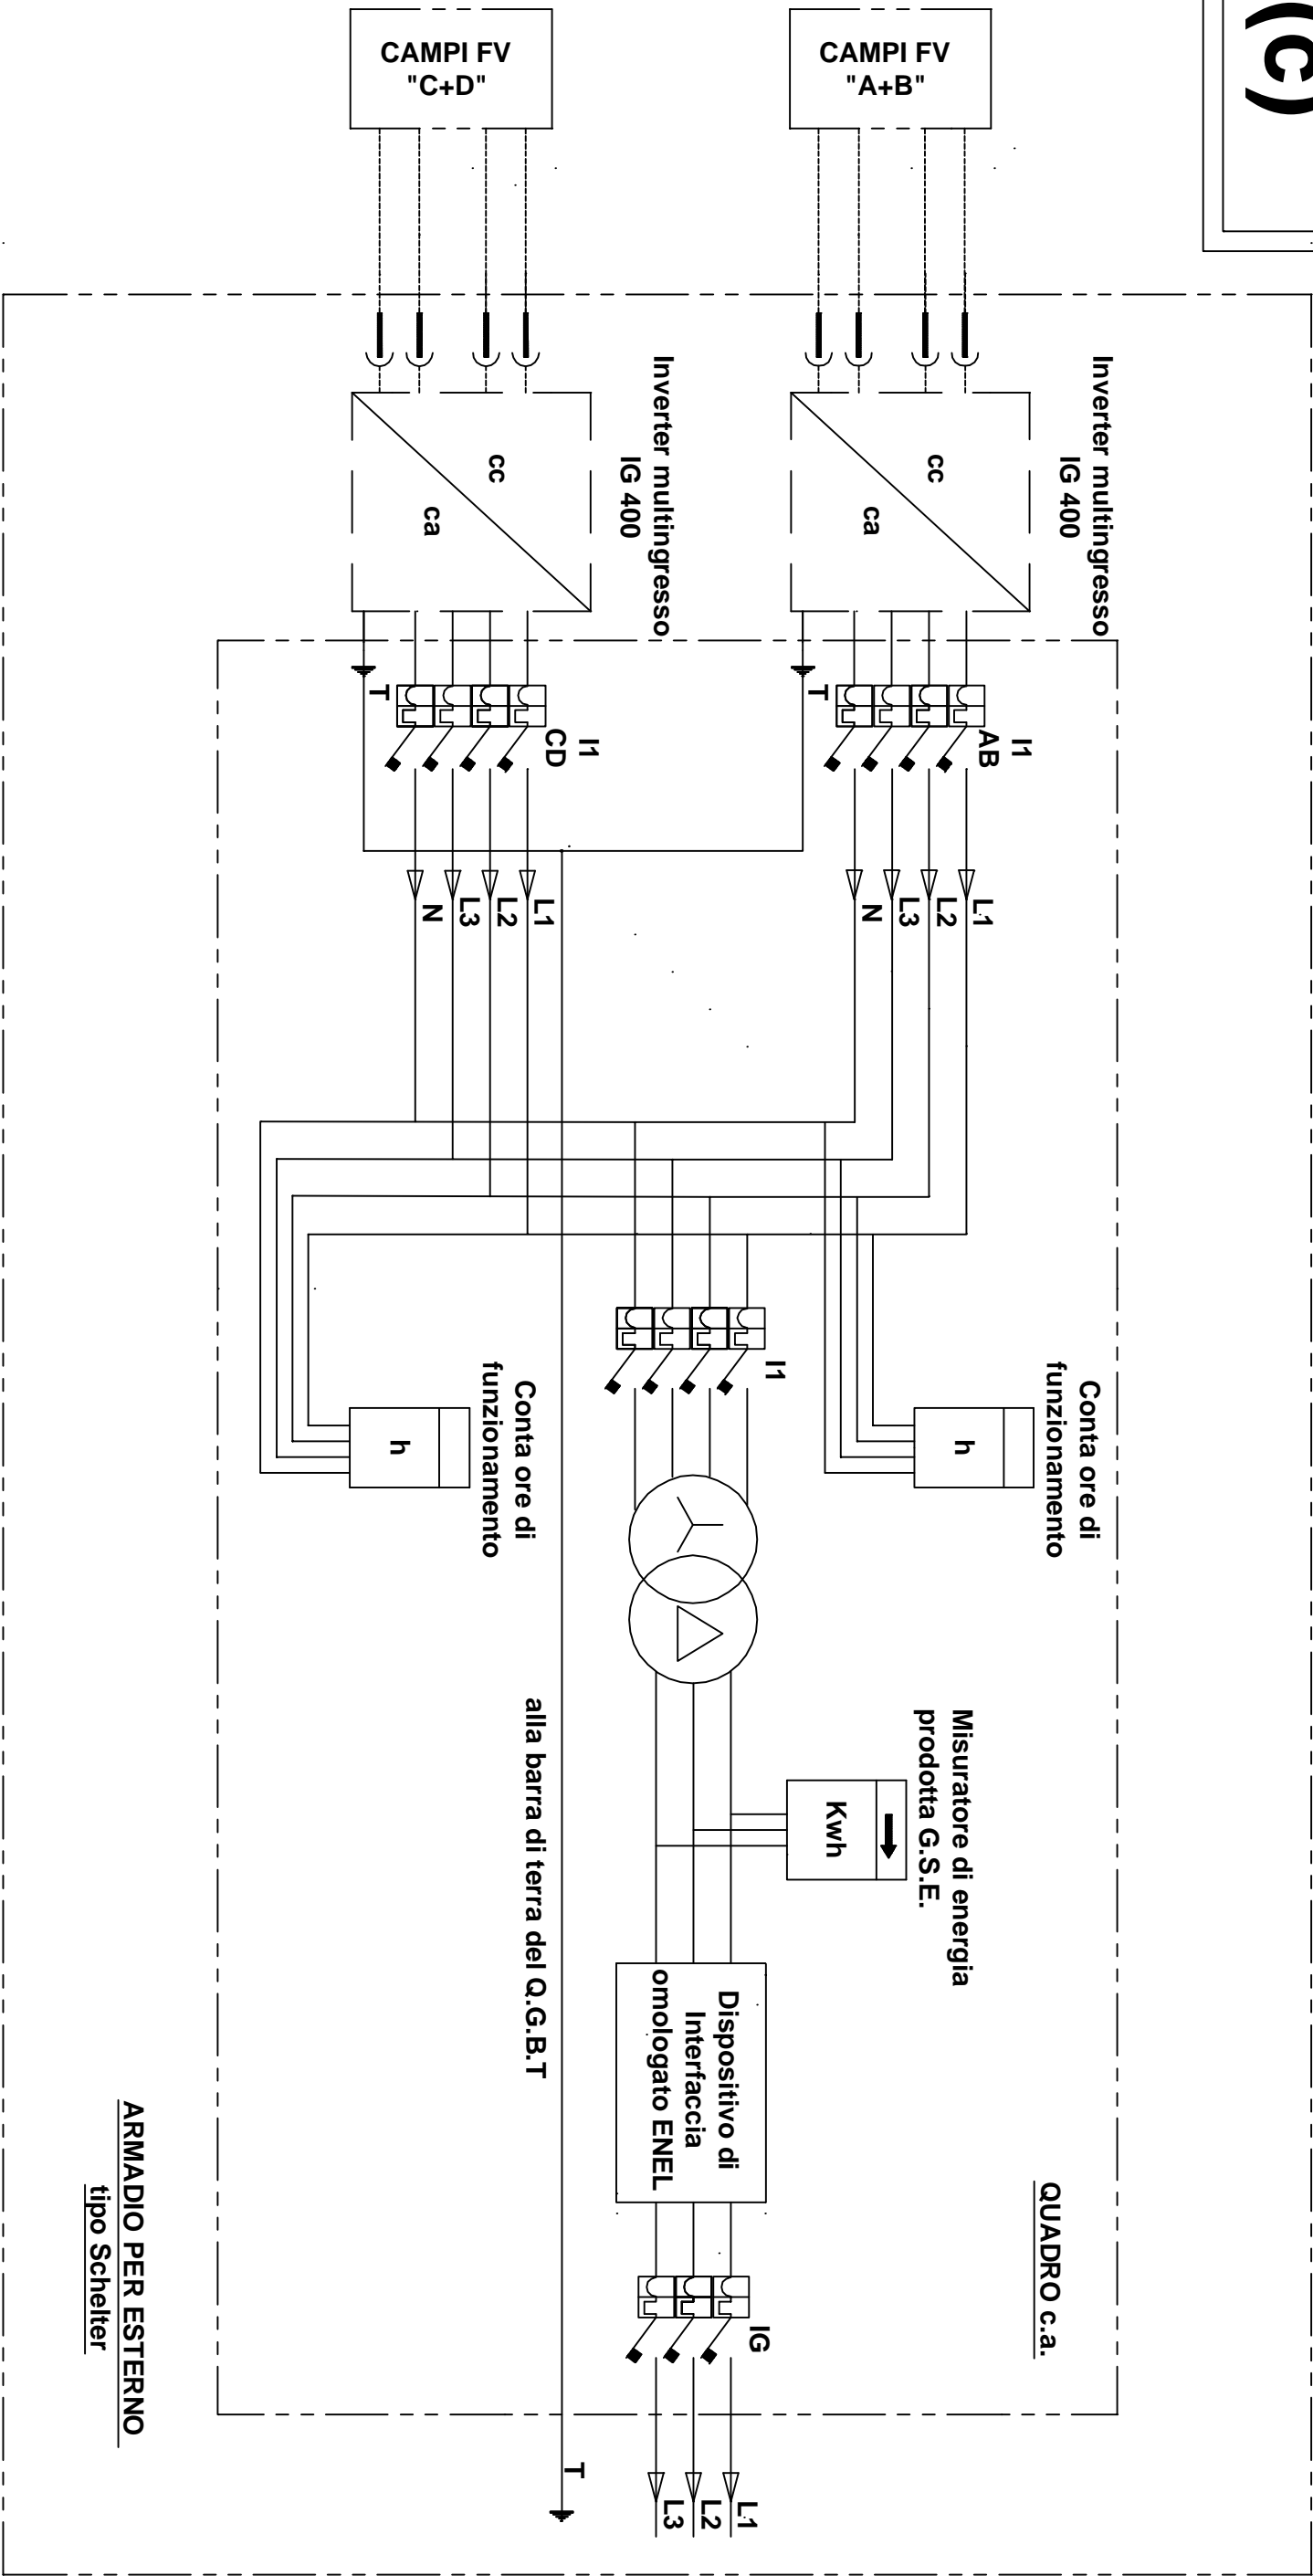 (C)
CAMPI FV
"C+D"
CAMPI FV
"A+B"
Inverter multingresso
IG 400
cc
ca
Inverter multingresso
IG 400
cc
ca
T
I1
CD
T
I1
AB
N
L3
L2
L1
N
L3
L2
L1
I1
Conta ore di
funzionamento
h
Conta ore di
funzionamento
h
Misuratore di energia
prodotta G.S.E.
Kwh
alla barra di terra del Q.G.B.T
Dispositivo di
Interfaccia
omologato ENEL
QUADRO c.a.
IG
T
L3
L2
L1
ARMADIO PER ESTERNO
tipo Schelter